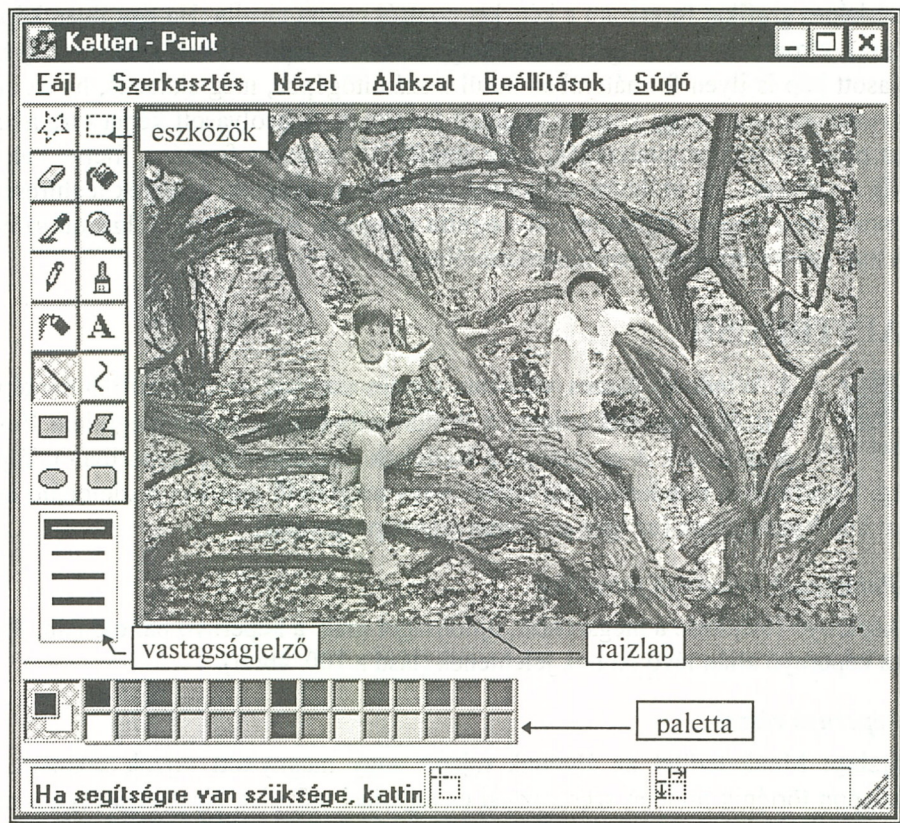 Ketten - Paint
Fájl Szerkesztés Nézet Alakzat Beállítások Súgó
eszközök
A
vastagságjelző
rajzlap
paletta
Ha segítségre van szüksége, kattin